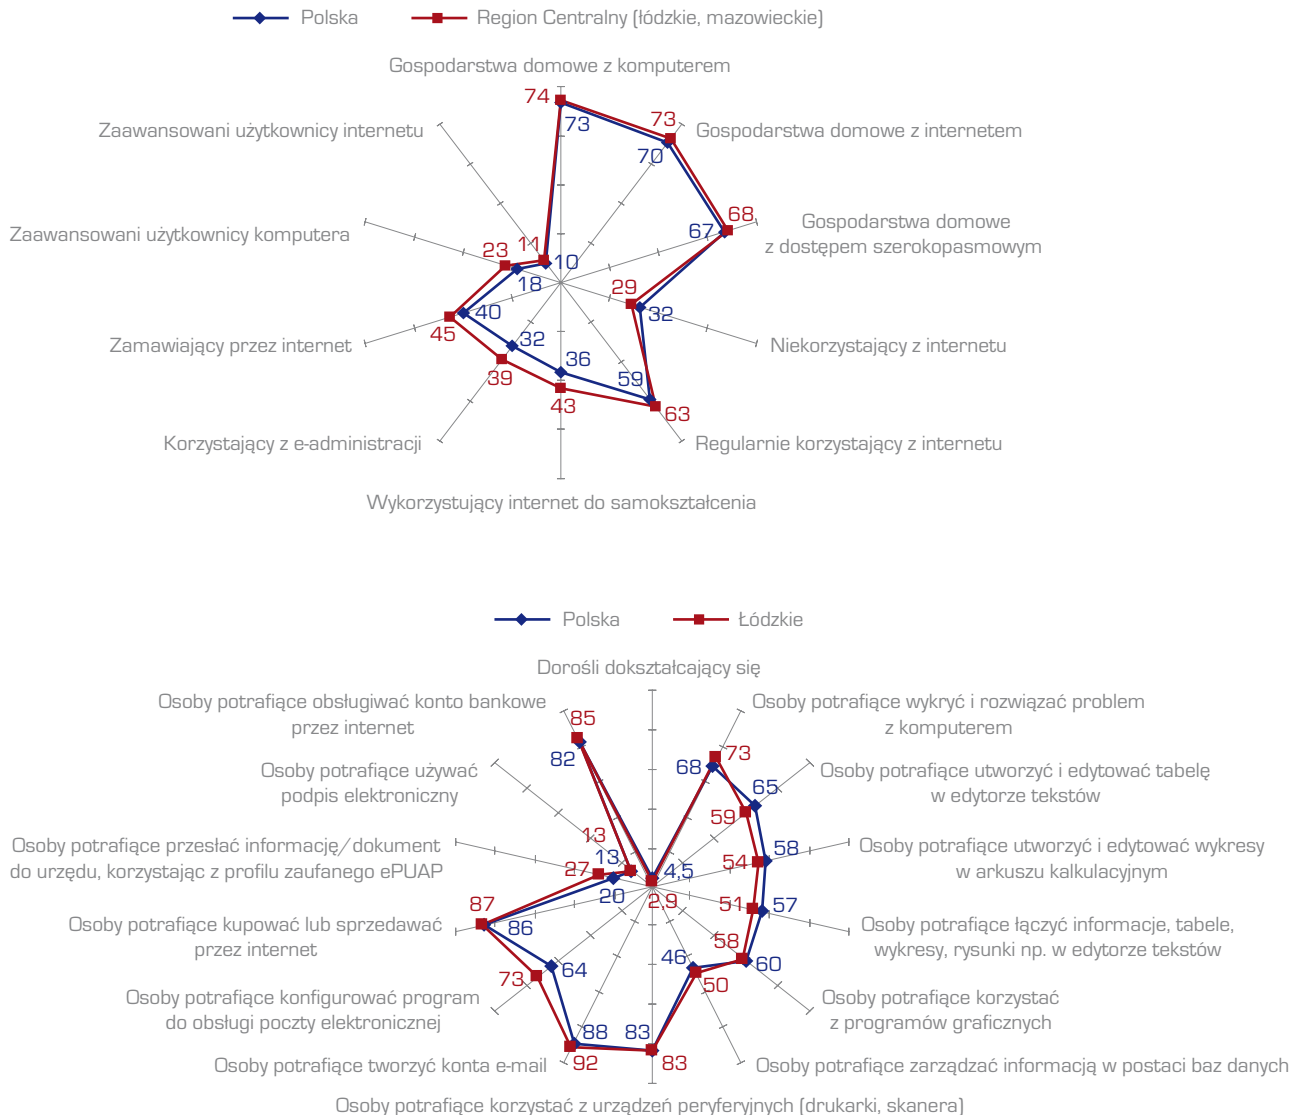 Polska
Region Centralny (łódzkie, mazowieckie)
Gospodarstwa domowe z komputerem
74
73
Zaawansowani użytkownicy internetu
73
Gospodarstwa domowe z internetem
70
Zaawansowani użytkownicy komputera
68
Gospodarstwa domowe
z dostępem szerokopasmowym
67
23
11
10
18
29
32
40
45
Zamawiający przez internet
Niekorzystający z internetu
32
39
36
43
59
63
Korzystający z e-administracji
Regularnie korzystający z internetu
Wykorzystujący internet do samokształcenia
Polska
Łódzkie
Dorośli dokształcający się
Osoby potrafiące obsługiwać konto bankowe
przez internet
85
82
Osoby potrafiące wykryć i rozwiązać problem
z komputerem
73
68
Osoby potrafiące używać
podpis elektroniczny
Osoby potrafiące utworzyć i edytować tabelę
w edytorze tekstów
65
59
13
13
Osoby potrafiące przesłać informację/dokument
do urzędu, korzystając z profilu zaufanego ePUAP
27
20
4,5
2,9
54
58
Osoby potrafiące utworzyć i edytować wykresy
w arkuszu kalkulacyjnym
Osoby potrafiące kupować lub sprzedawać
przez internet
87
86
51
57
Osoby potrafiące łączyć informacje, tabele,
wykresy, rysunki np. w edytorze tekstów
58
60
Osoby potrafiące konfigurować program
do obsługi poczty elektronicznej
73
64
46
50
Osoby potrafiące korzystać
z programów graficznych
Osoby potrafiące tworzyć konta e-mail
88
92
83
83
Osoby potrafiące zarządzać informacją w postaci baz danych
Osoby potrafiące korzystać z urządzeń peryferyjnych (drukarki, skanera)